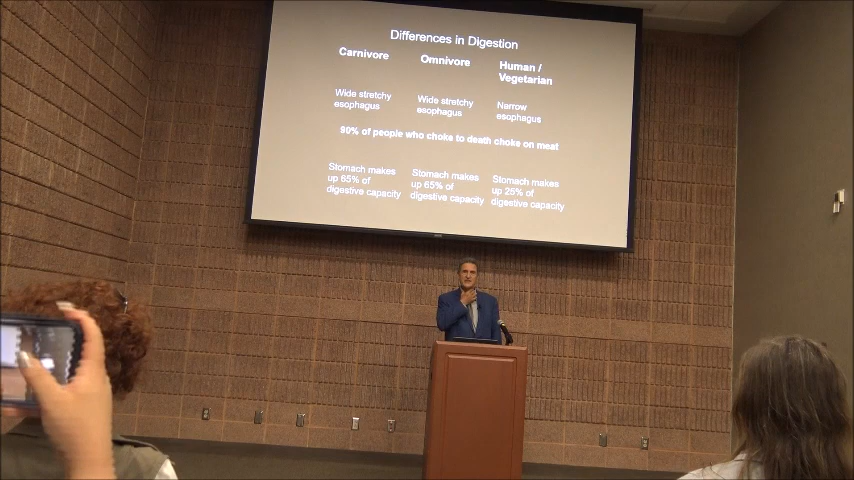 Differences in Digestion
Carnivore Omnivore Human /
Vegetarian
Wide stretchy
esophagus
Wide stretchy
esophagus
Narrow
esophagus
90% of people who choke to death choke on meat
Stomach makes
up 65% of
digestive capacity
Stomach makes
up 65% of
digestive capacity
Stomach makes
up 25% of
digestive capacity